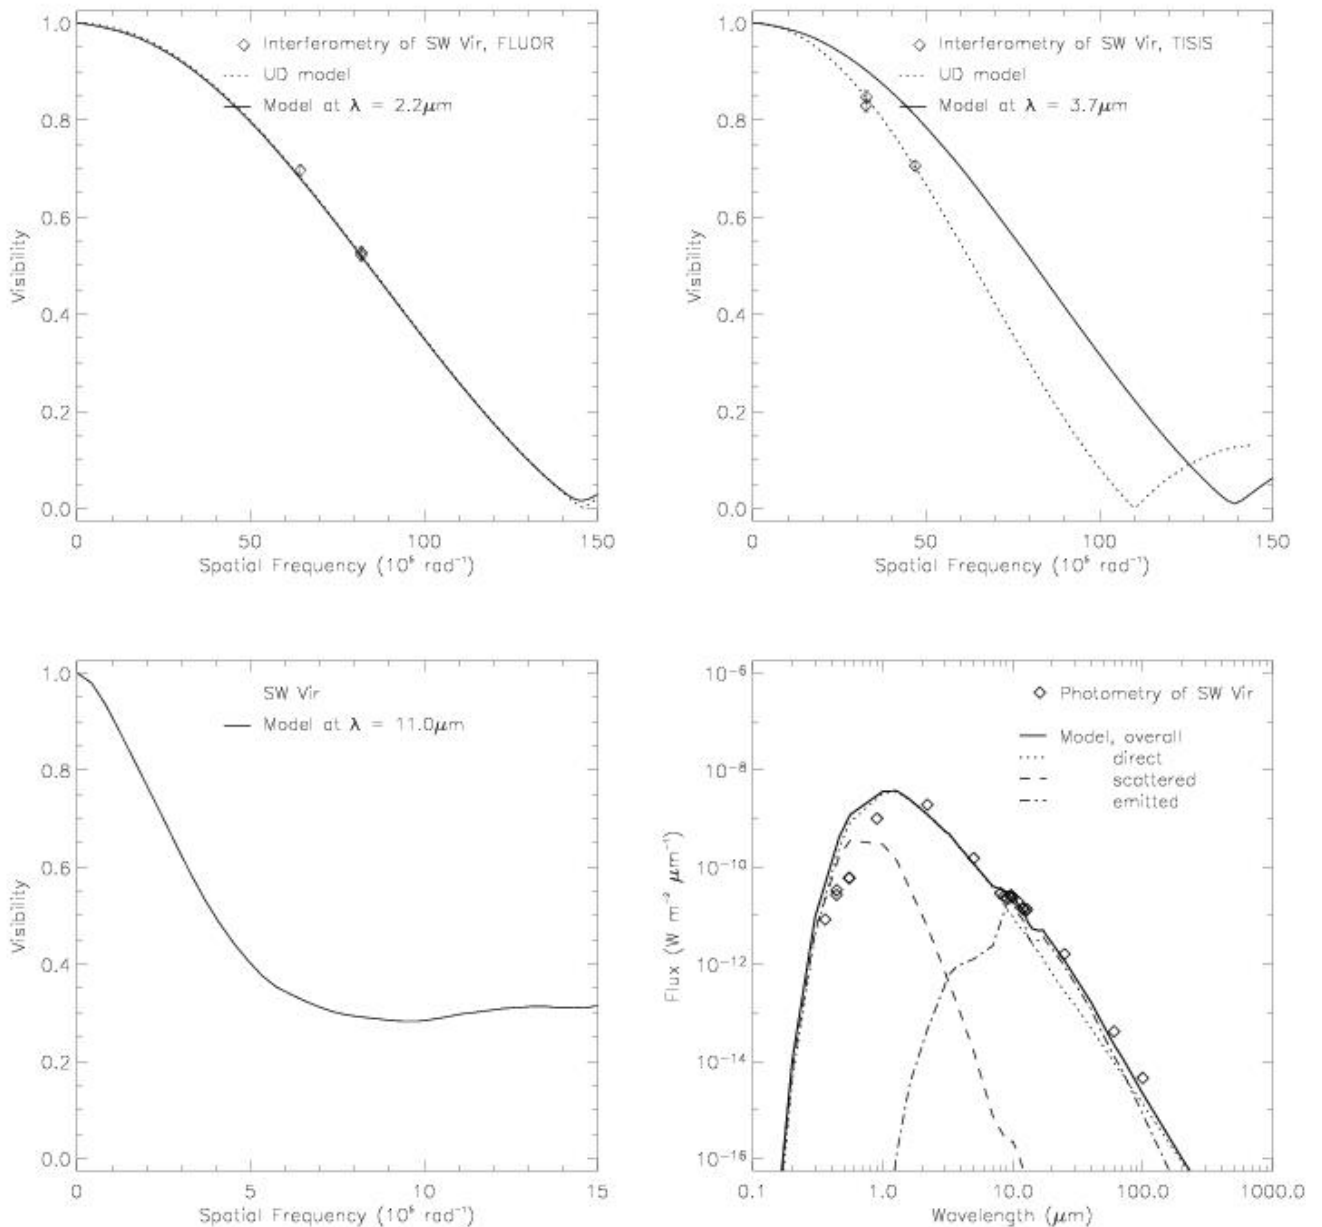 Interferometry of SW Vir, FLUOR
UD model
Model at λ = 2.2μm
1.0
0.8
0.6
0.4
0.2
0.0
Visibility
0 50 100 150
Spatial Frequency (10⁵ rad⁻¹)
Interferometry of SW Vir, TISIS
UD model
Model at λ = 3.7μm
1.0
0.8
0.6
0.4
0.2
0.0
Visibility
0 50 100 150
Spatial Frequency (10⁵ rad⁻¹)
SW Vir
Model at λ = 11.0μm
1.0
0.8
0.6
0.4
0.2
0.0
Visibility
0 5 10 15
Spatial Frequency (10⁵ rad⁻¹)
Photometry of SW Vir
Model, overall
direct
scattered
emitted
10⁻⁶
10⁻⁸
10⁻¹⁰
10⁻¹²
10⁻¹⁴
10⁻¹⁶
Flux (W m⁻² μm⁻¹)
0.1 1.0 10.0 100.0 1000.0
Wavelength (μm)